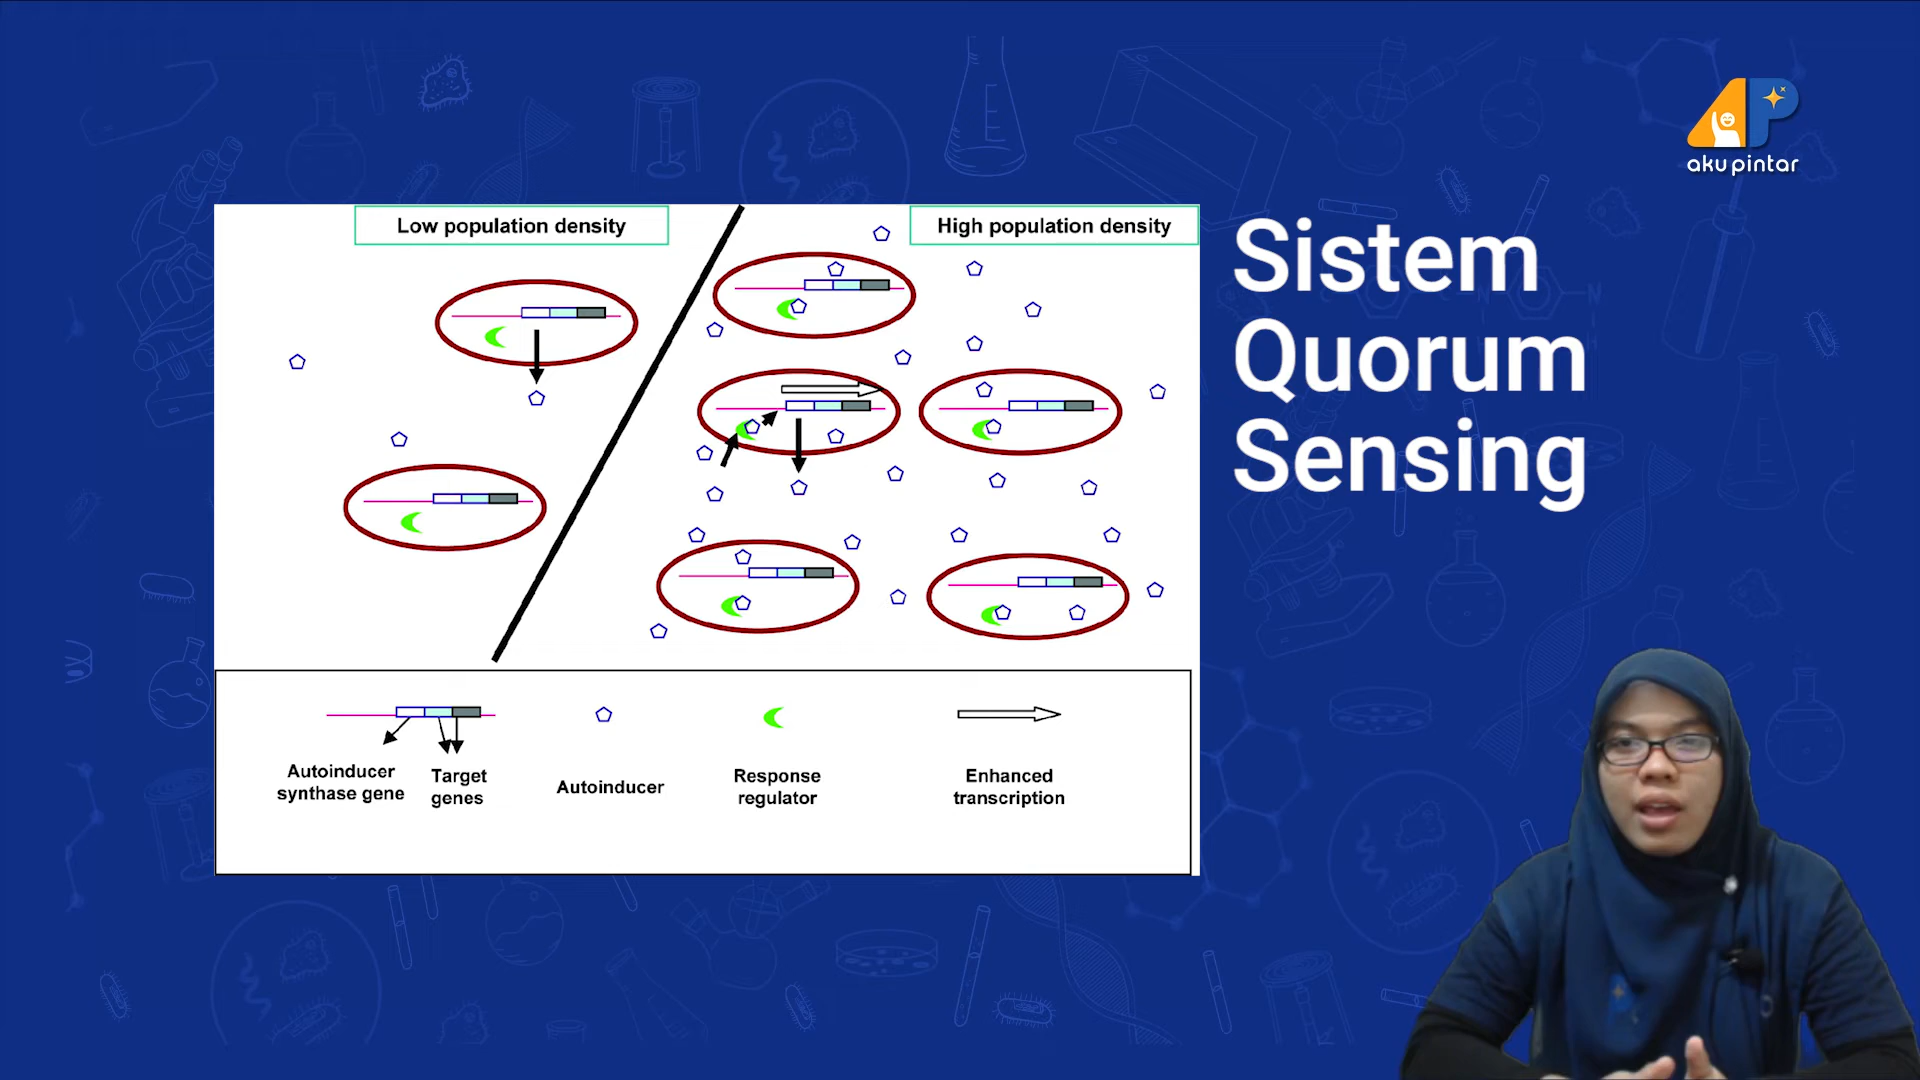 aku pintar
Low population density
High population density
Sistem
Quorum
Sensing
Autoinducer
synthase gene
Target
genes
Autoinducer
Response
regulator
Enhanced
transcription